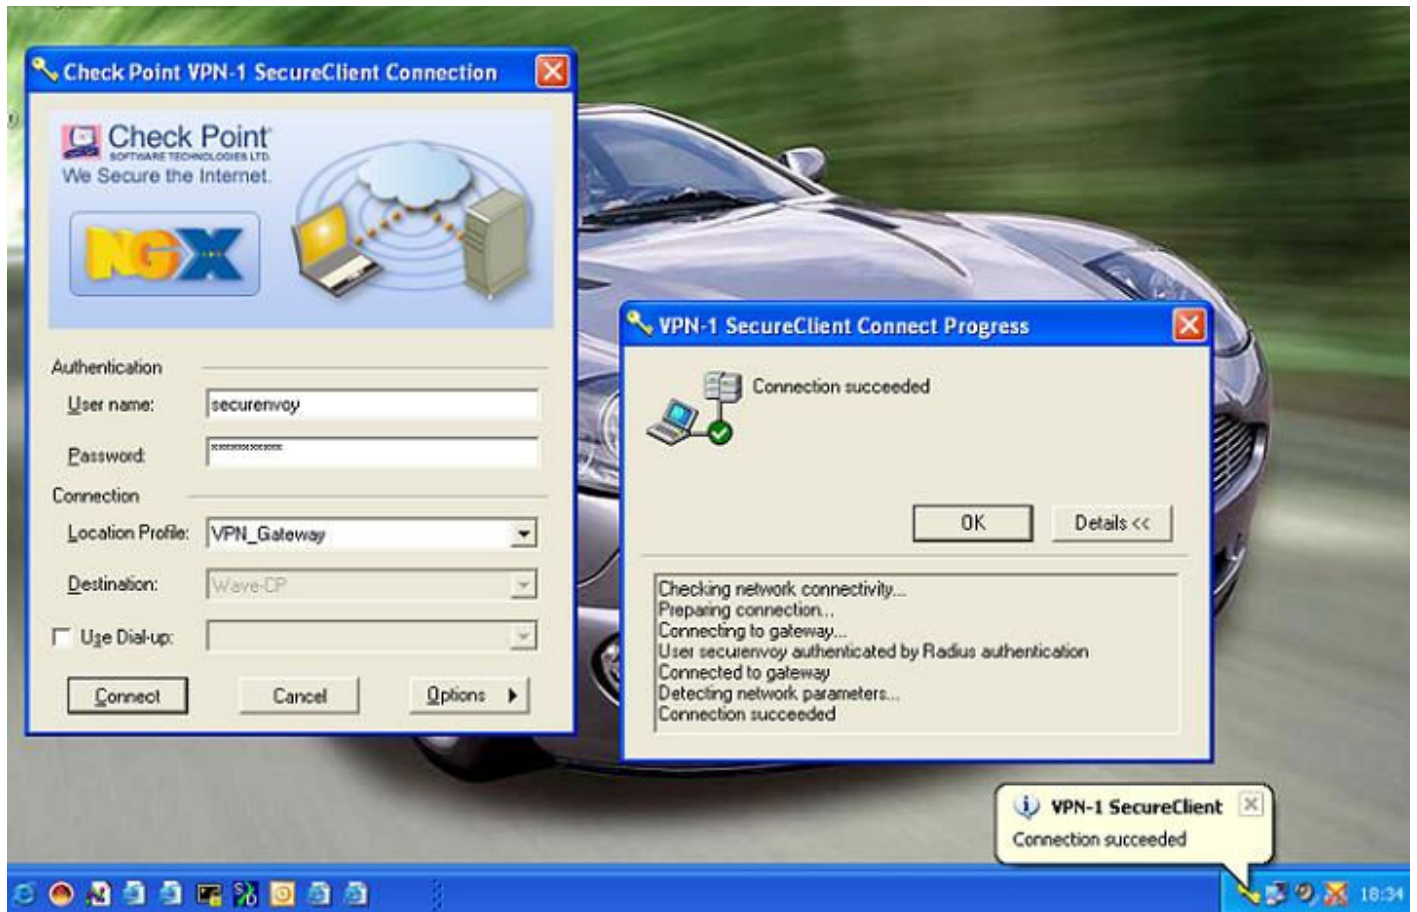 Check Point VPN-1 SecureClient Connection
Check Point
SOFTWARE TECHNOLOGIES LTD.
We Secure the Internet.
NGX
Authentication
User name: securenvoy
Password: ***********
Connection
Location Profile: VPN_Gateway
Destination: Wave-CP
Use Dial-up:
Connect Cancel Options
VPN-1 SecureClient Connect Progress
Connection succeeded
OK Details <<
Checking network connectivity...
Preparing connection...
Connecting to gateway...
User securenvoy authenticated by Radius authentication
Connected to gateway
Detecting network parameters...
Connection succeeded
VPN-1 SecureClient
Connection succeeded
18:34